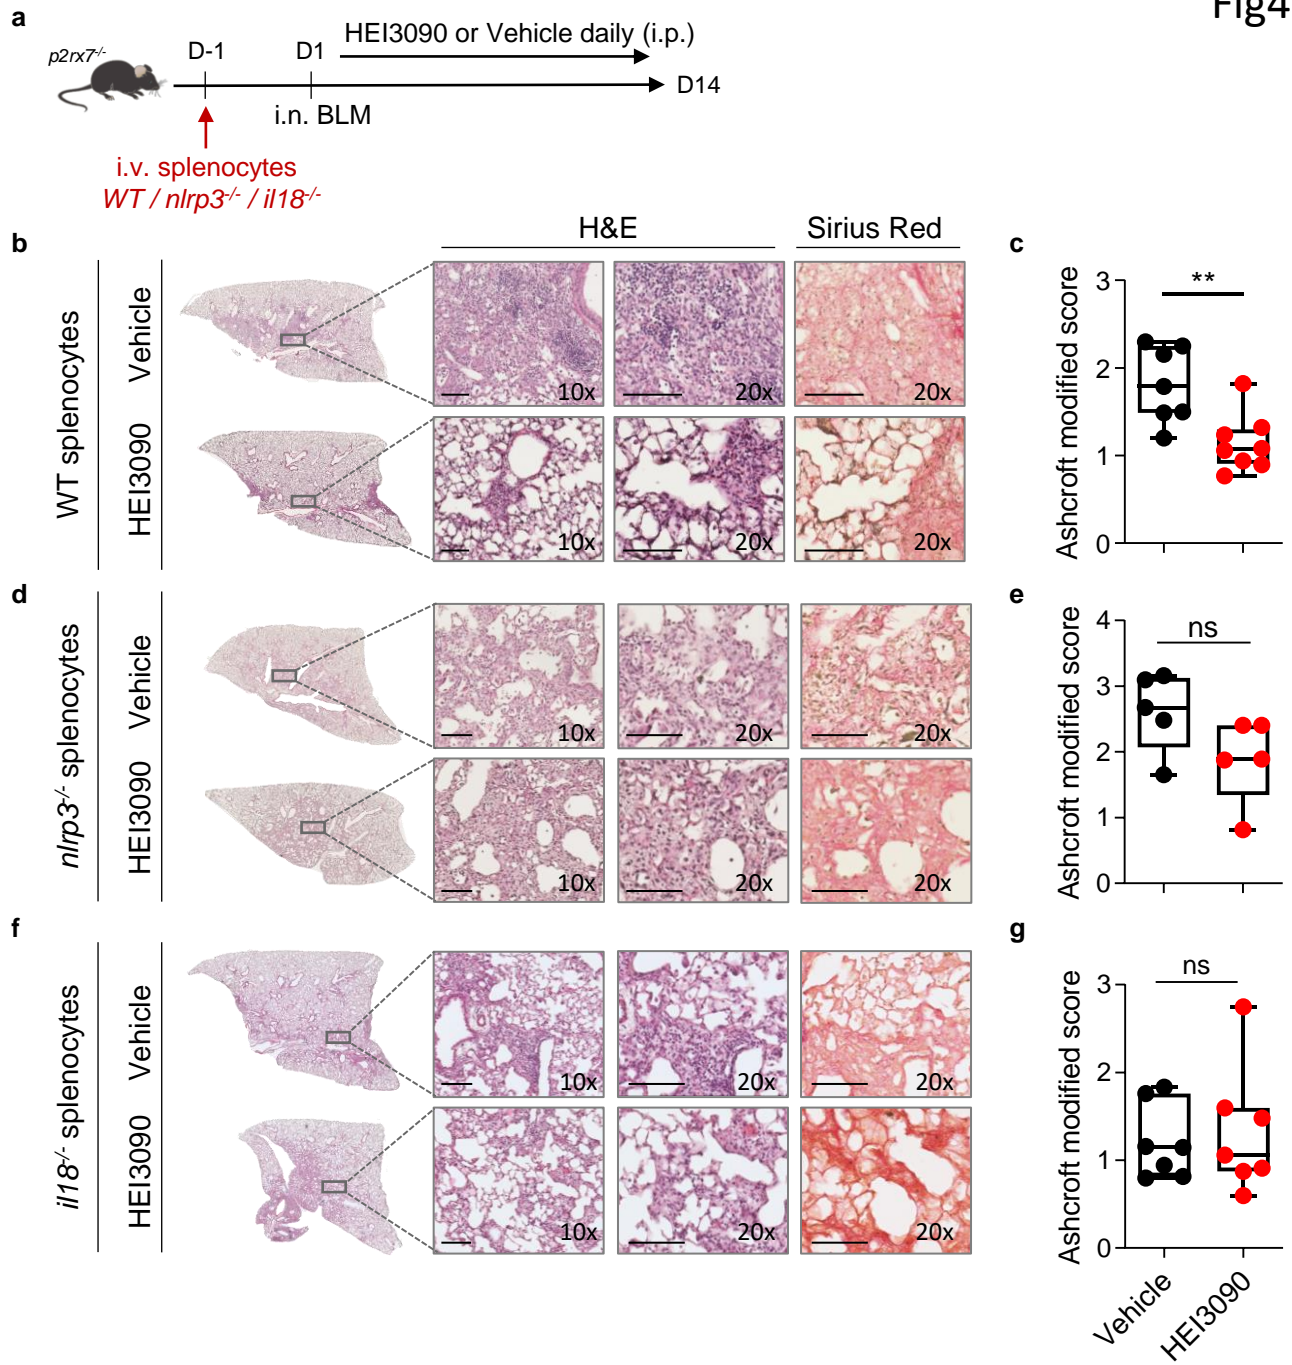 Fig4
a
HEI3090 or Vehicle daily (i.p.)
p2rx7-/-
D-1
D1
D14
i.n. BLM
i.v. splenocytes
WT / nlrp3-/- / il18-/-
b
H&E
Sirius Red
WT splenocytes
Vehicle
10x
20x
20x
HEI3090
10x
20x
20x
c
Ashcroft modified score
3
2
1
0
**
d
nlrp3-/- splenocytes
Vehicle
10x
20x
20x
HEI3090
10x
20x
20x
e
Ashcroft modified score
4
3
2
1
0
ns
f
il18-/- splenocytes
Vehicle
10x
20x
20x
HEI3090
10x
20x
20x
g
Ashcroft modified score
3
2
1
0
ns
Vehicle
HEI3090